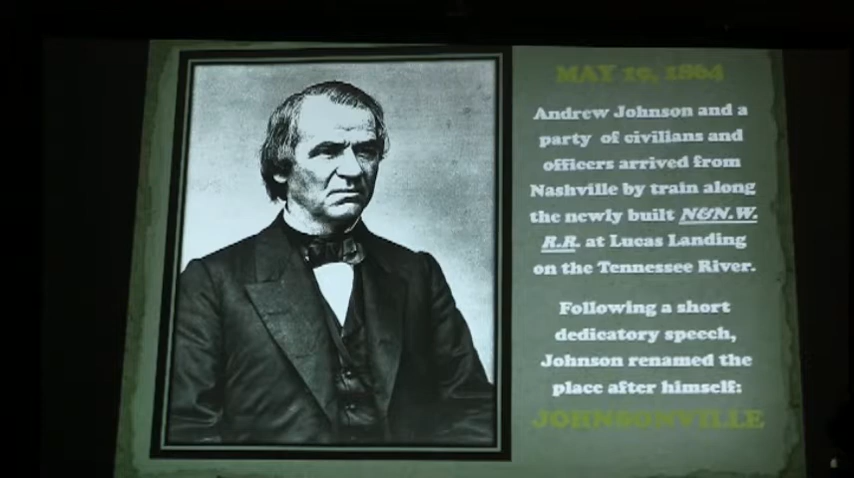 MAY 19, 1864
Andrew Johnson and a
party of civilians and
officers arrived from
Nashville by train along
the newly built N&N.W.
R.R. at Lucas Landing
on the Tennessee River.
Following a short
dedicatory speech,
Johnson renamed the
place after himself:
JOHNSONVILLE